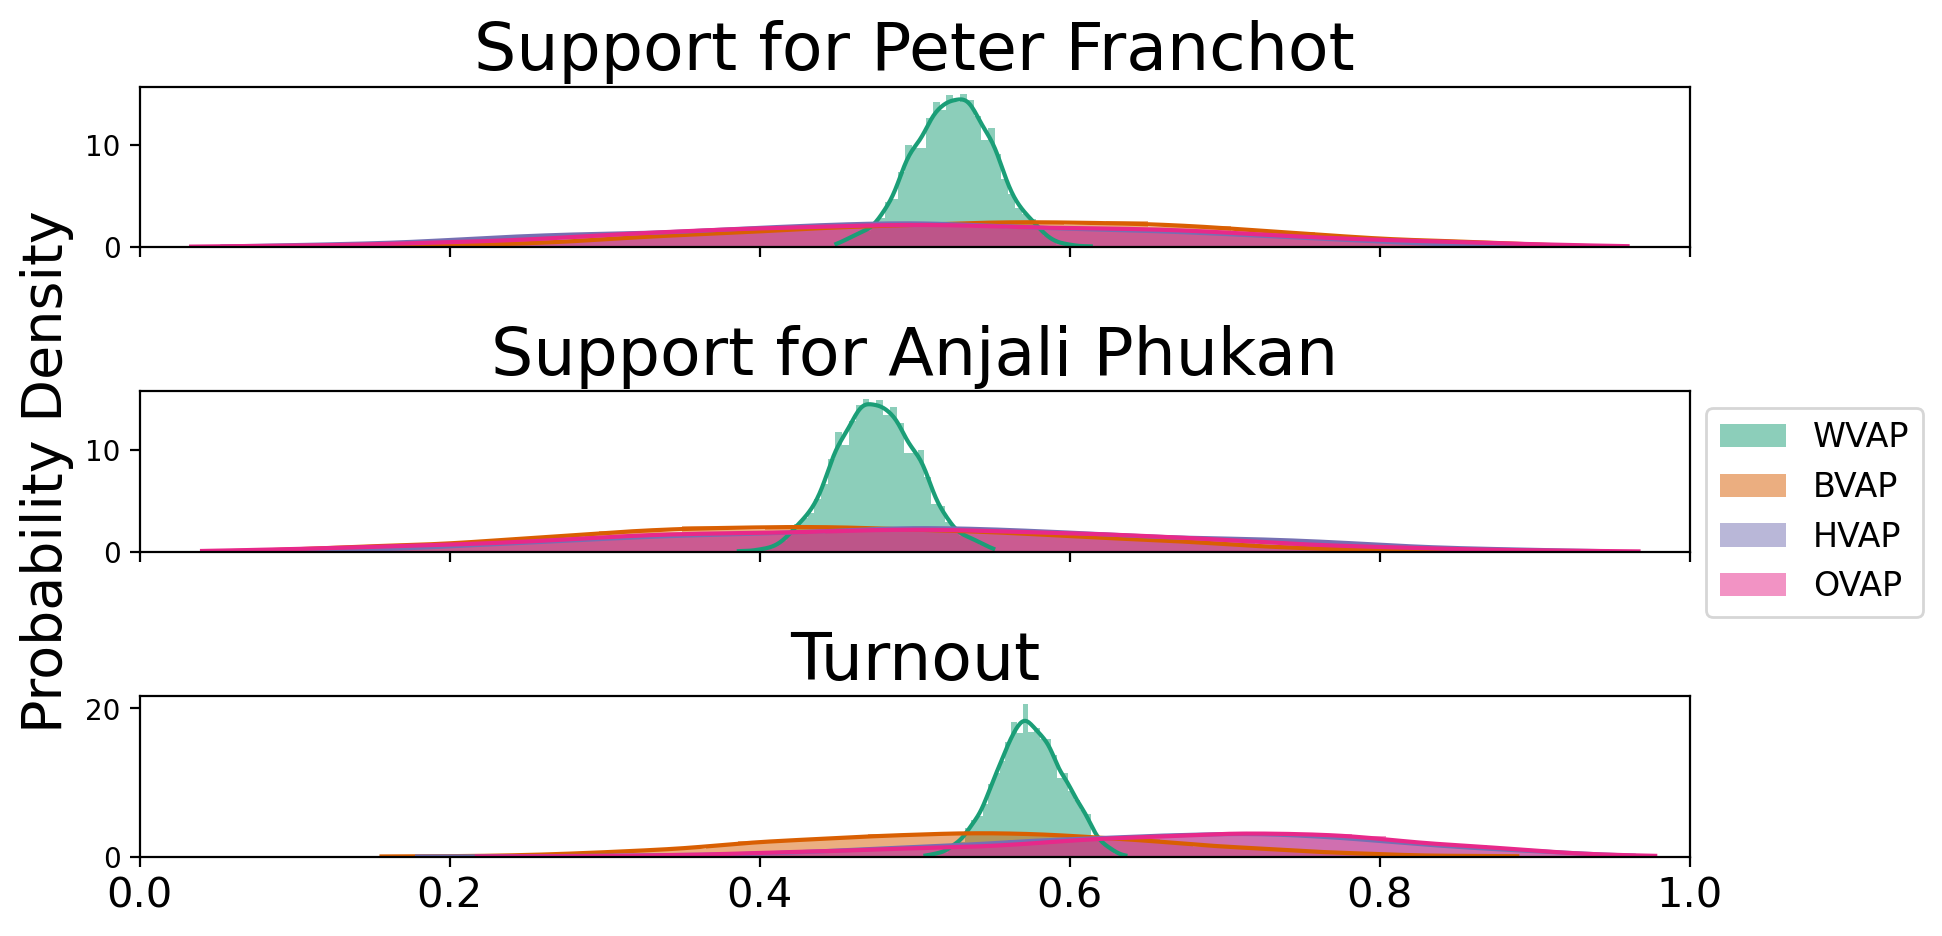 Support for Peter Franchot
10
0
Support for Anjali Phukan
10
0
Turnout
20
0
0.0 0.2 0.4 0.6 0.8 1.0
Probability Density
WVAP
BVAP
HVAP
OVAP